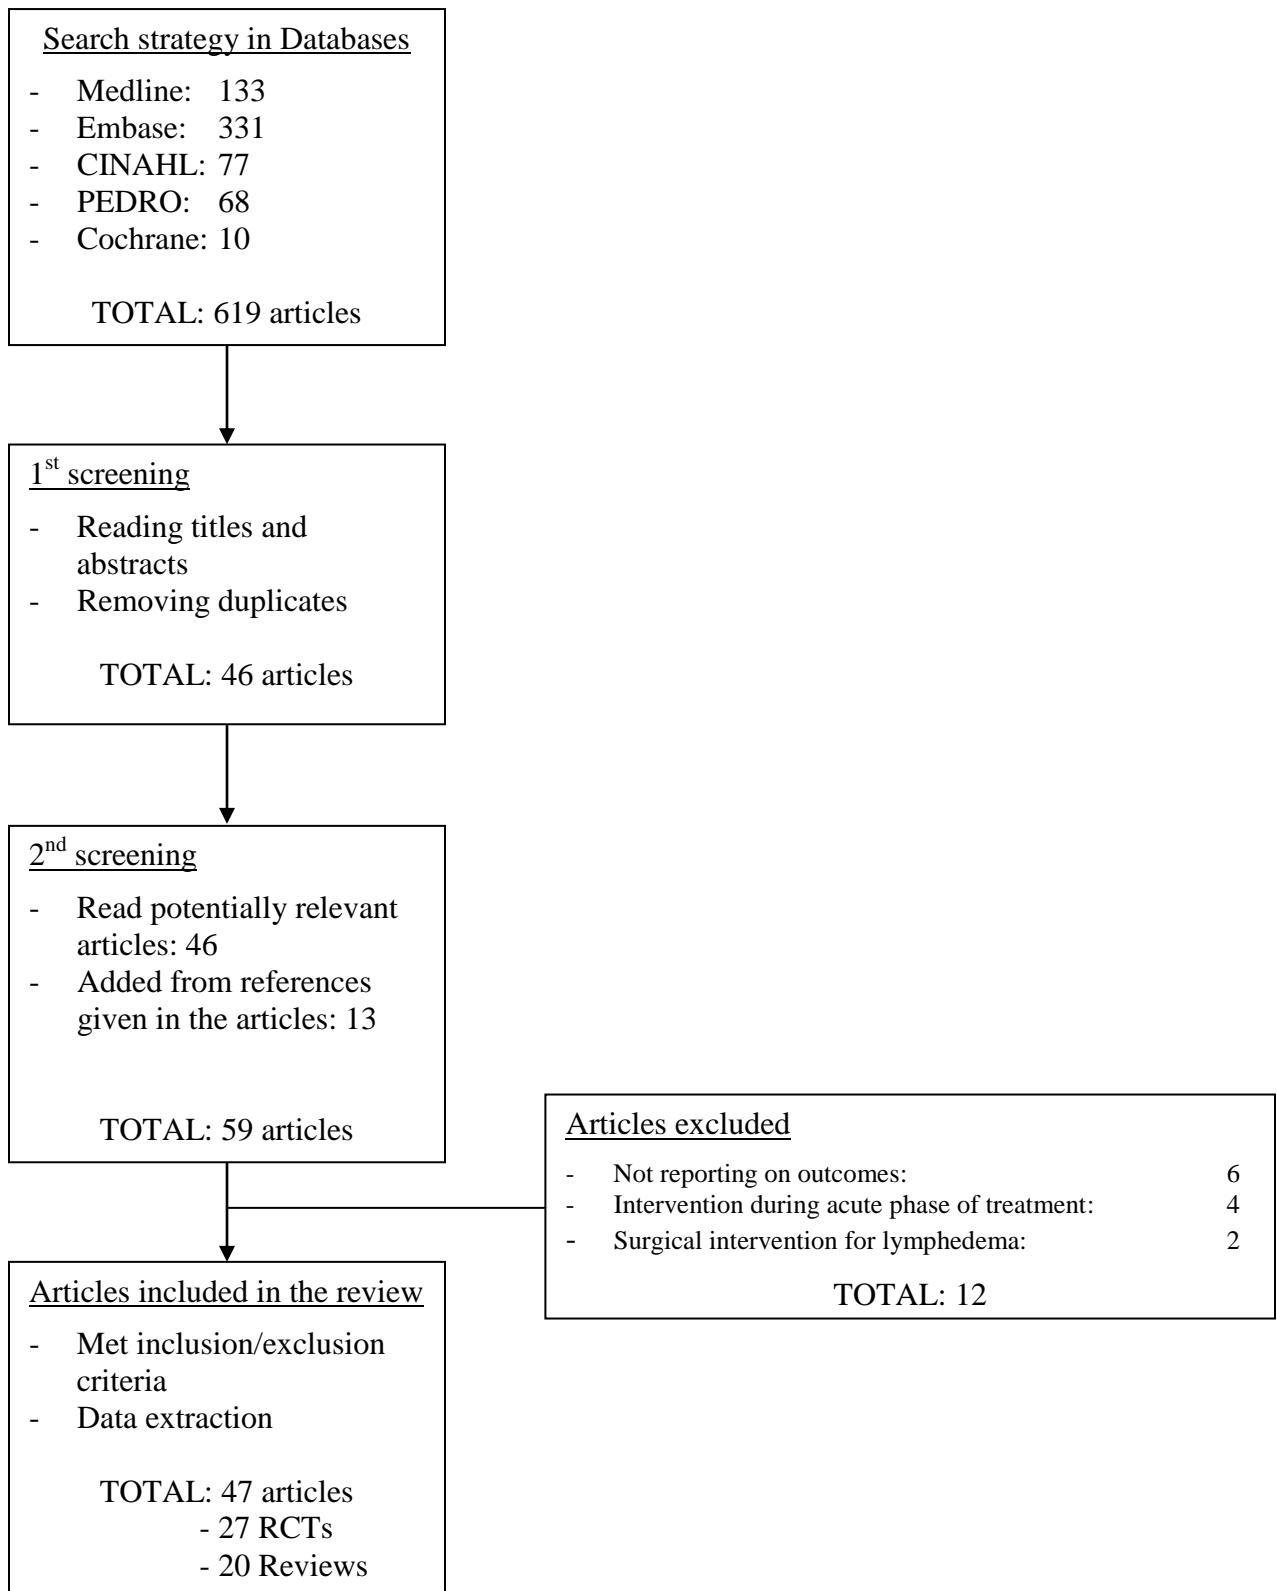 Search strategy in Databases
- Medline: 133
- Embase: 331
- CINAHL: 77
- PEDRO: 68
- Cochrane: 10
TOTAL: 619 articles
1st screening
- Reading titles and
abstracts
- Removing duplicates
TOTAL: 46 articles
2nd screening
- Read potentially relevant
articles: 46
- Added from references
given in the articles: 13
TOTAL: 59 articles
Articles excluded
- Not reporting on outcomes: 6
- Intervention during acute phase of treatment: 4
- Surgical intervention for lymphedema: 2
TOTAL: 12
Articles included in the review
- Met inclusion/exclusion
criteria
- Data extraction
TOTAL: 47 articles
- 27 RCTs
- 20 Reviews